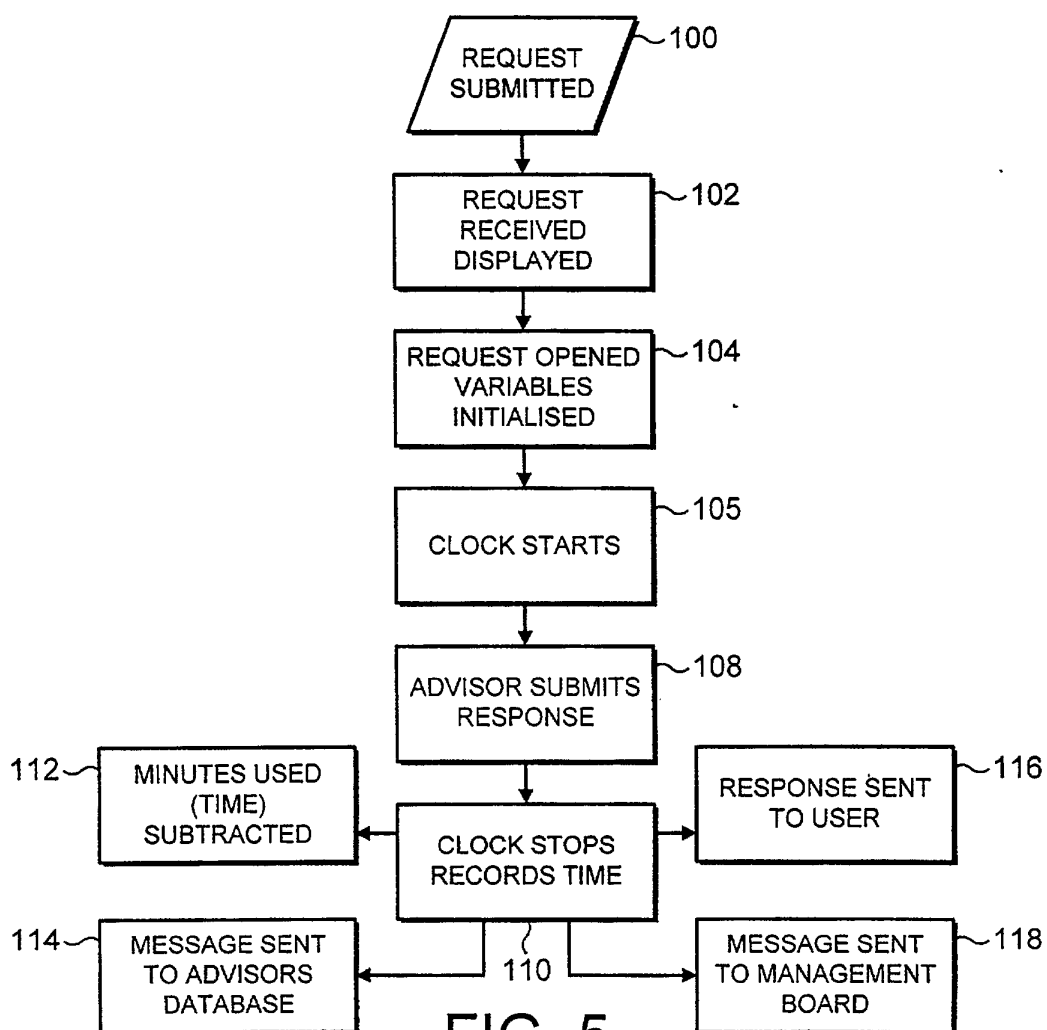 REQUEST
SUBMITTED
100
REQUEST
RECEIVED
DISPLAYED
102
REQUEST OPENED
VARIABLES
INITIALISED
104
CLOCK STARTS
105
ADVISOR SUBMITS
RESPONSE
108
112
MINUTES USED
(TIME)
SUBTRACTED
CLOCK STOPS
RECORDS TIME
110
RESPONSE SENT
TO USER
116
114
MESSAGE SENT
TO ADVISORS
DATABASE
MESSAGE SENT
TO MANAGEMENT
BOARD
118
FIG. 5